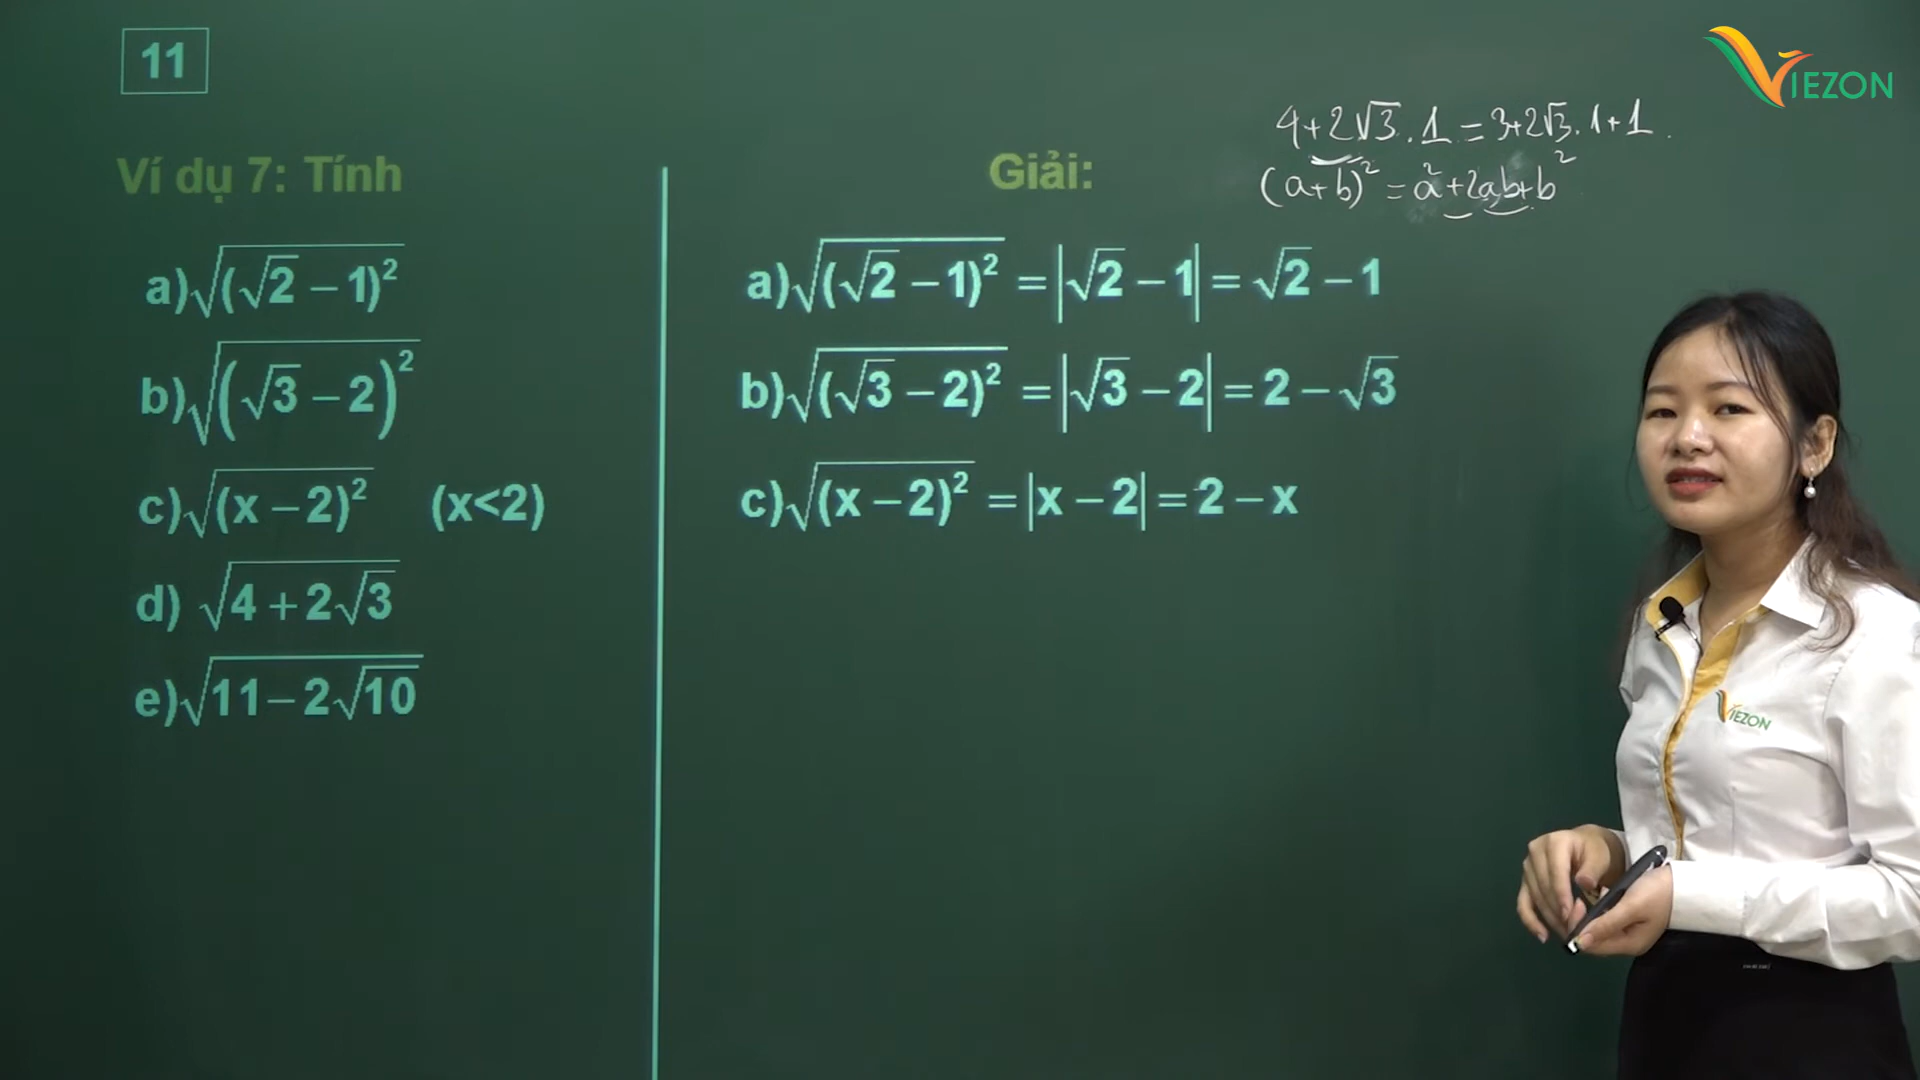 11
VIEZON
4+2√3.1=3+2√3.1+1.
(a+b)²=a²+2ab+b²
Ví dụ 7: Tính
a)√(√2−1)²
b)√(√3−2)²
c)√(x−2)² (x<2)
d) √4+2√3
e)√11−2√10
Giải:
a)√(√2−1)² =|√2−1|=√2−1
b)√(√3−2)² =|√3−2|=2−√3
c)√(x−2)² =|x−2|=2−x
VIEZON